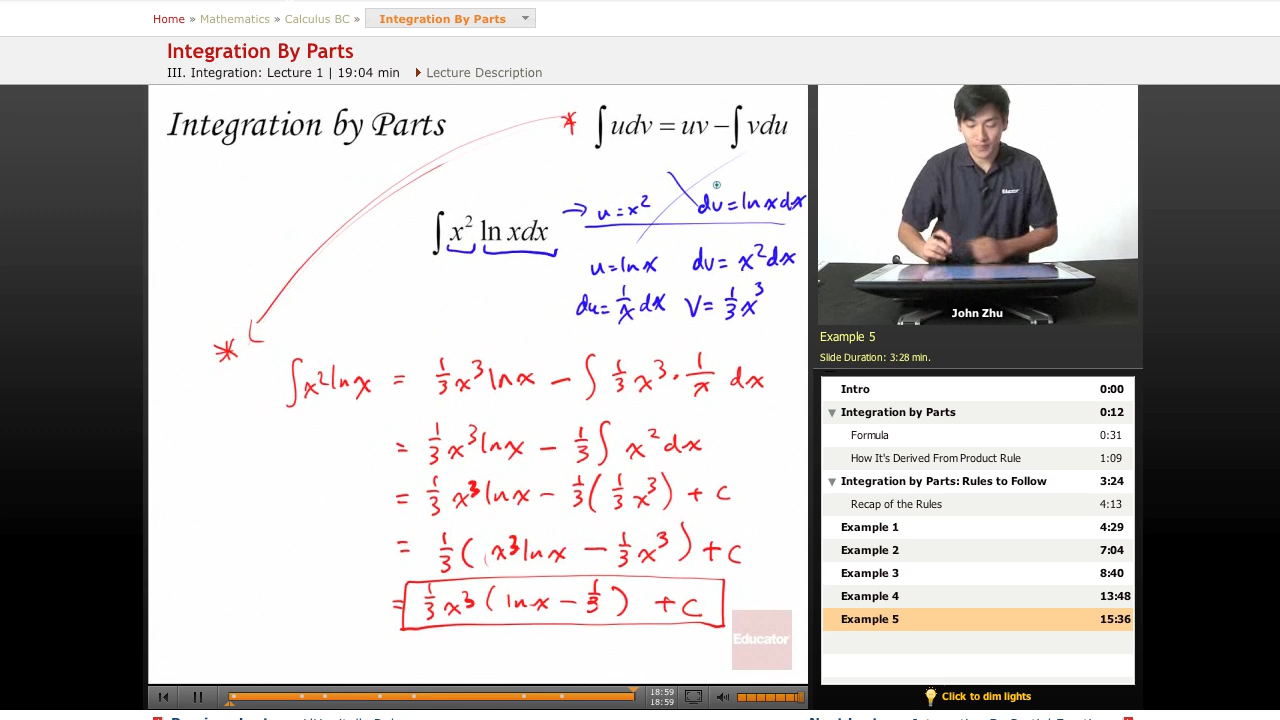 Home » Mathematics » Calculus BC » Integration By Parts
Integration By Parts
III. Integration: Lecture 1 | 19:04 min Lecture Description
Integration by Parts
* ∫udv = uv − ∫vdu
∫x² ln xdx
→ u = x² dv = ln x dx
u = ln x dv = x² dx
du = 1/x dx V = 1/3 x³
*
∫x² ln x = 1/3 x³ ln x − ∫ 1/3 x³ · 1/x dx
= 1/3 x³ ln x − 1/3 ∫ x² dx
= 1/3 x³ ln x − 1/3 (1/3 x³) + c
= 1/3 (x³ ln x − 1/3 x³) + c
= 1/3 x³ (ln x − 1/3) + c
Educator
18:59
18:59
Educator
John Zhu
Example 5
Slide Duration: 3:28 min.
Intro 0:00
Integration by Parts 0:12
Formula 0:31
How It's Derived From Product Rule 1:09
Integration by Parts: Rules to Follow 3:24
Recap of the Rules 4:13
Example 1 4:29
Example 2 7:04
Example 3 8:40
Example 4 13:48
Example 5 15:36
Click to dim lights